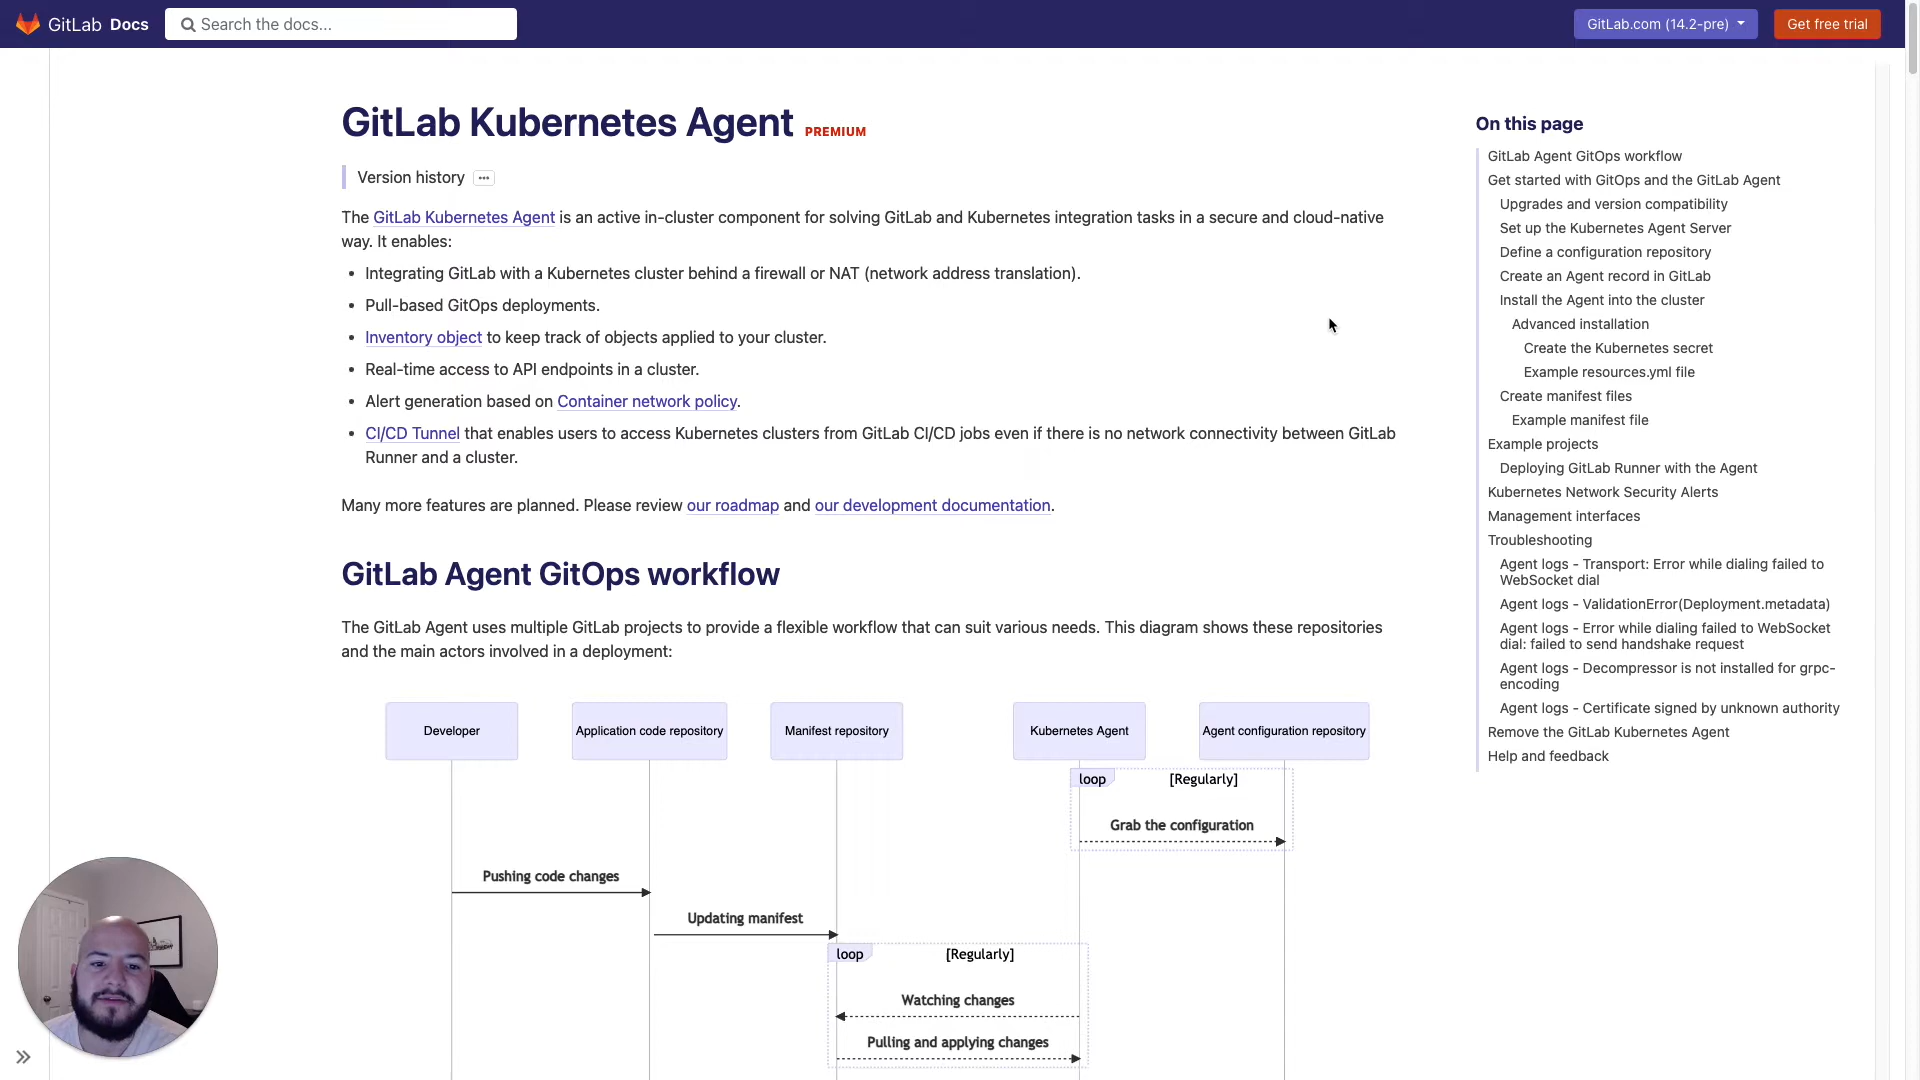 GitLab Docs
Search the docs...
GitLab.com (14.2-pre)
Get free trial
GitLab Kubernetes Agent PREMIUM
Version history ...
The GitLab Kubernetes Agent is an active in-cluster component for solving GitLab and Kubernetes integration tasks in a secure and cloud-native
way. It enables:
• Integrating GitLab with a Kubernetes cluster behind a firewall or NAT (network address translation).
• Pull-based GitOps deployments.
• Inventory object to keep track of objects applied to your cluster.
• Real-time access to API endpoints in a cluster.
• Alert generation based on Container network policy.
• CI/CD Tunnel that enables users to access Kubernetes clusters from GitLab CI/CD jobs even if there is no network connectivity between GitLab
Runner and a cluster.
Many more features are planned. Please review our roadmap and our development documentation.
GitLab Agent GitOps workflow
The GitLab Agent uses multiple GitLab projects to provide a flexible workflow that can suit various needs. This diagram shows these repositories
and the main actors involved in a deployment:
Developer
Application code repository
Manifest repository
Kubernetes Agent
Agent configuration repository
loop [Regularly]
Grab the configuration
Pushing code changes
Updating manifest
loop [Regularly]
Watching changes
Pulling and applying changes
On this page
GitLab Agent GitOps workflow
Get started with GitOps and the GitLab Agent
Upgrades and version compatibility
Set up the Kubernetes Agent Server
Define a configuration repository
Create an Agent record in GitLab
Install the Agent into the cluster
Advanced installation
Create the Kubernetes secret
Example resources.yml file
Create manifest files
Example manifest file
Example projects
Deploying GitLab Runner with the Agent
Kubernetes Network Security Alerts
Management interfaces
Troubleshooting
Agent logs - Transport: Error while dialing failed to
WebSocket dial
Agent logs - ValidationError(Deployment.metadata)
Agent logs - Error while dialing failed to WebSocket
dial: failed to send handshake request
Agent logs - Decompressor is not installed for grpc-
encoding
Agent logs - Certificate signed by unknown authority
Remove the GitLab Kubernetes Agent
Help and feedback